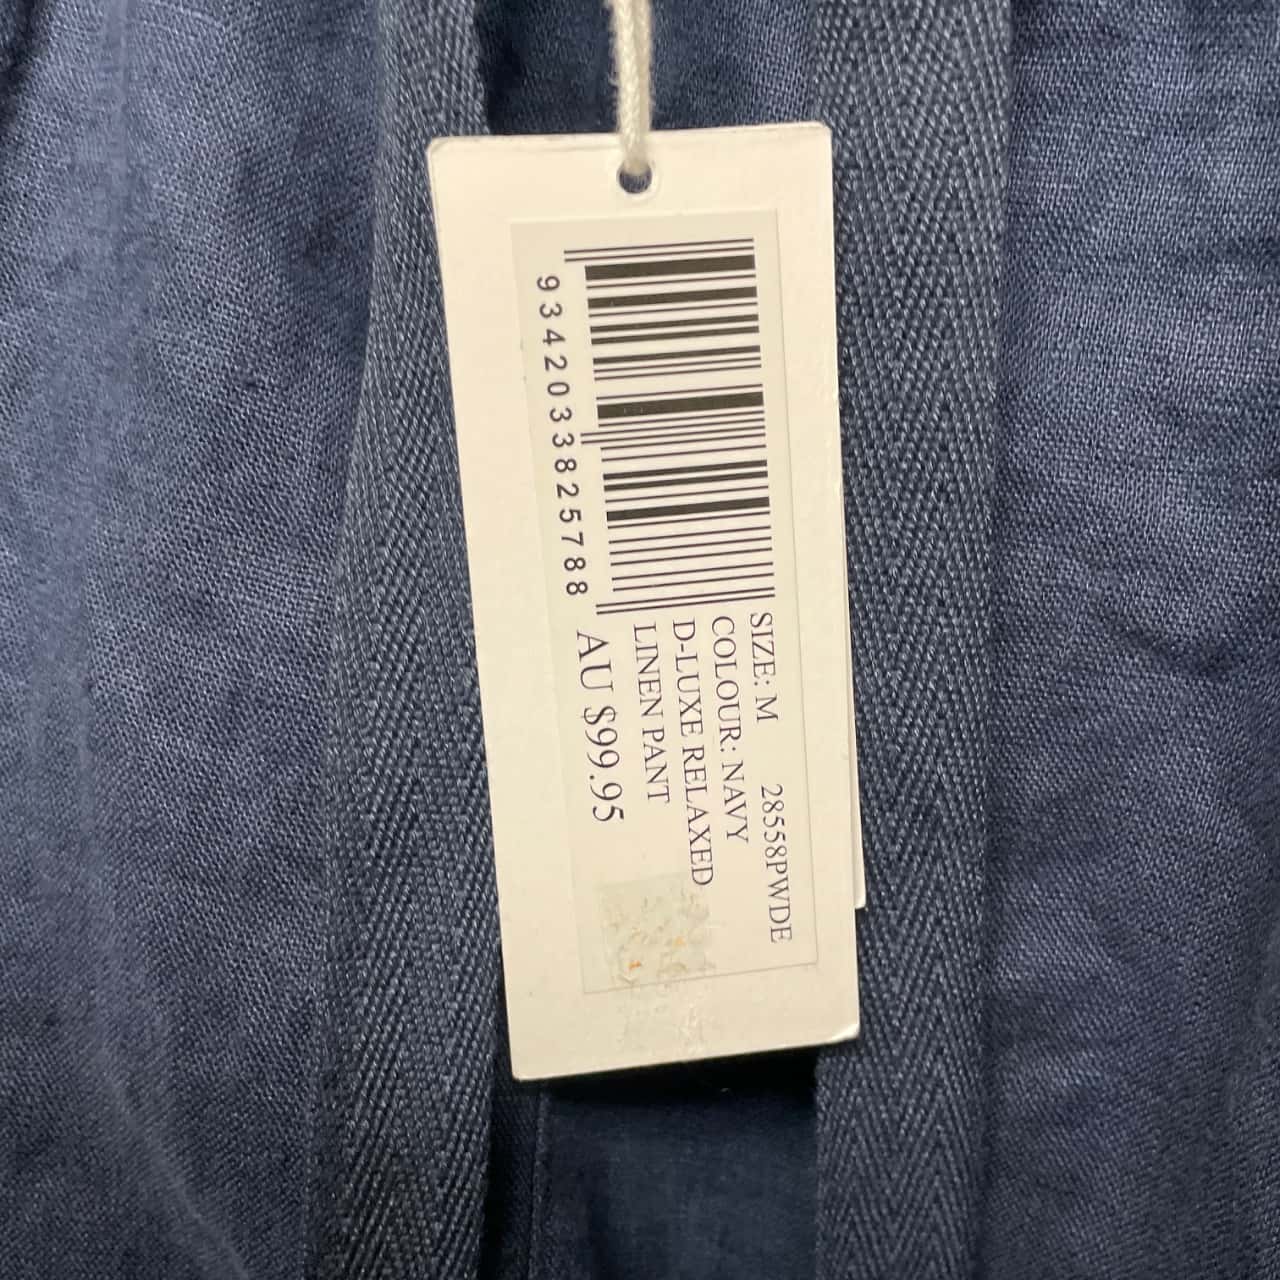 9342033825788
SIZE: M 28558PWDE
COLOUR: NAVY
D-LUXE RELAXED
LINEN PANT
AU $99.95